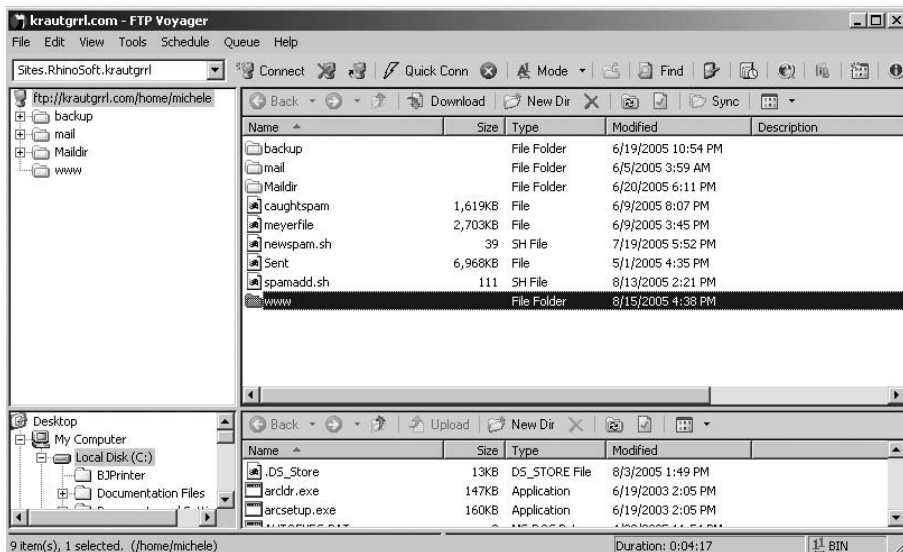 krautgrrl.com - FTP Voyager
File Edit View Tools Schedule Queue Help
Sites.RhinoSoft.krautgrrl Connect Quick Conn Mode Find
ftp://krautgrrl.com/home/michele
backup
mail
Maildir
www
Back Download New Dir Sync
Name Size Type Modified Description
backup File Folder 6/19/2005 10:54 PM
mail File Folder 6/5/2005 3:59 AM
Maildir File Folder 6/20/2005 6:11 PM
caughtspam 1,619KB File 6/9/2005 8:07 PM
meyerfile 2,703KB File 6/9/2005 3:45 PM
newspam.sh 39 SH File 7/19/2005 5:52 PM
Sent 6,968KB File 5/1/2005 4:35 PM
spamadd.sh 111 SH File 8/13/2005 2:21 PM
www File Folder 8/15/2005 4:38 PM
Desktop
My Computer
Local Disk (C:)
BJPrinter
Documentation Files
Back Upload New Dir
Name Size Type Modified
.DS_Store 13KB DS_STORE File 8/3/2005 1:49 PM
arcldr.exe 147KB Application 6/19/2003 2:05 PM
arcsetup.exe 160KB Application 6/19/2003 2:05 PM
9 item(s), 1 selected. (/home/michele) Duration: 0:04:17 BIN